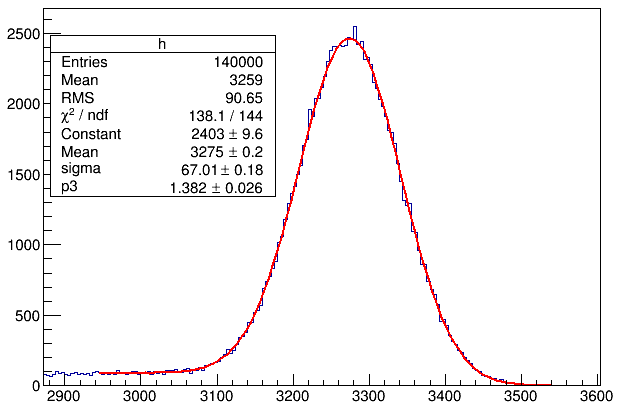 h
Entries 140000
Mean 3259
RMS 90.65
χ² / ndf 138.1 / 144
Constant 2403 ± 9.6
Mean 3275 ± 0.2
sigma 67.01 ± 0.18
p3 1.382 ± 0.026
2500
2000
1500
1000
500
0
2900 3000 3100 3200 3300 3400 3500 3600